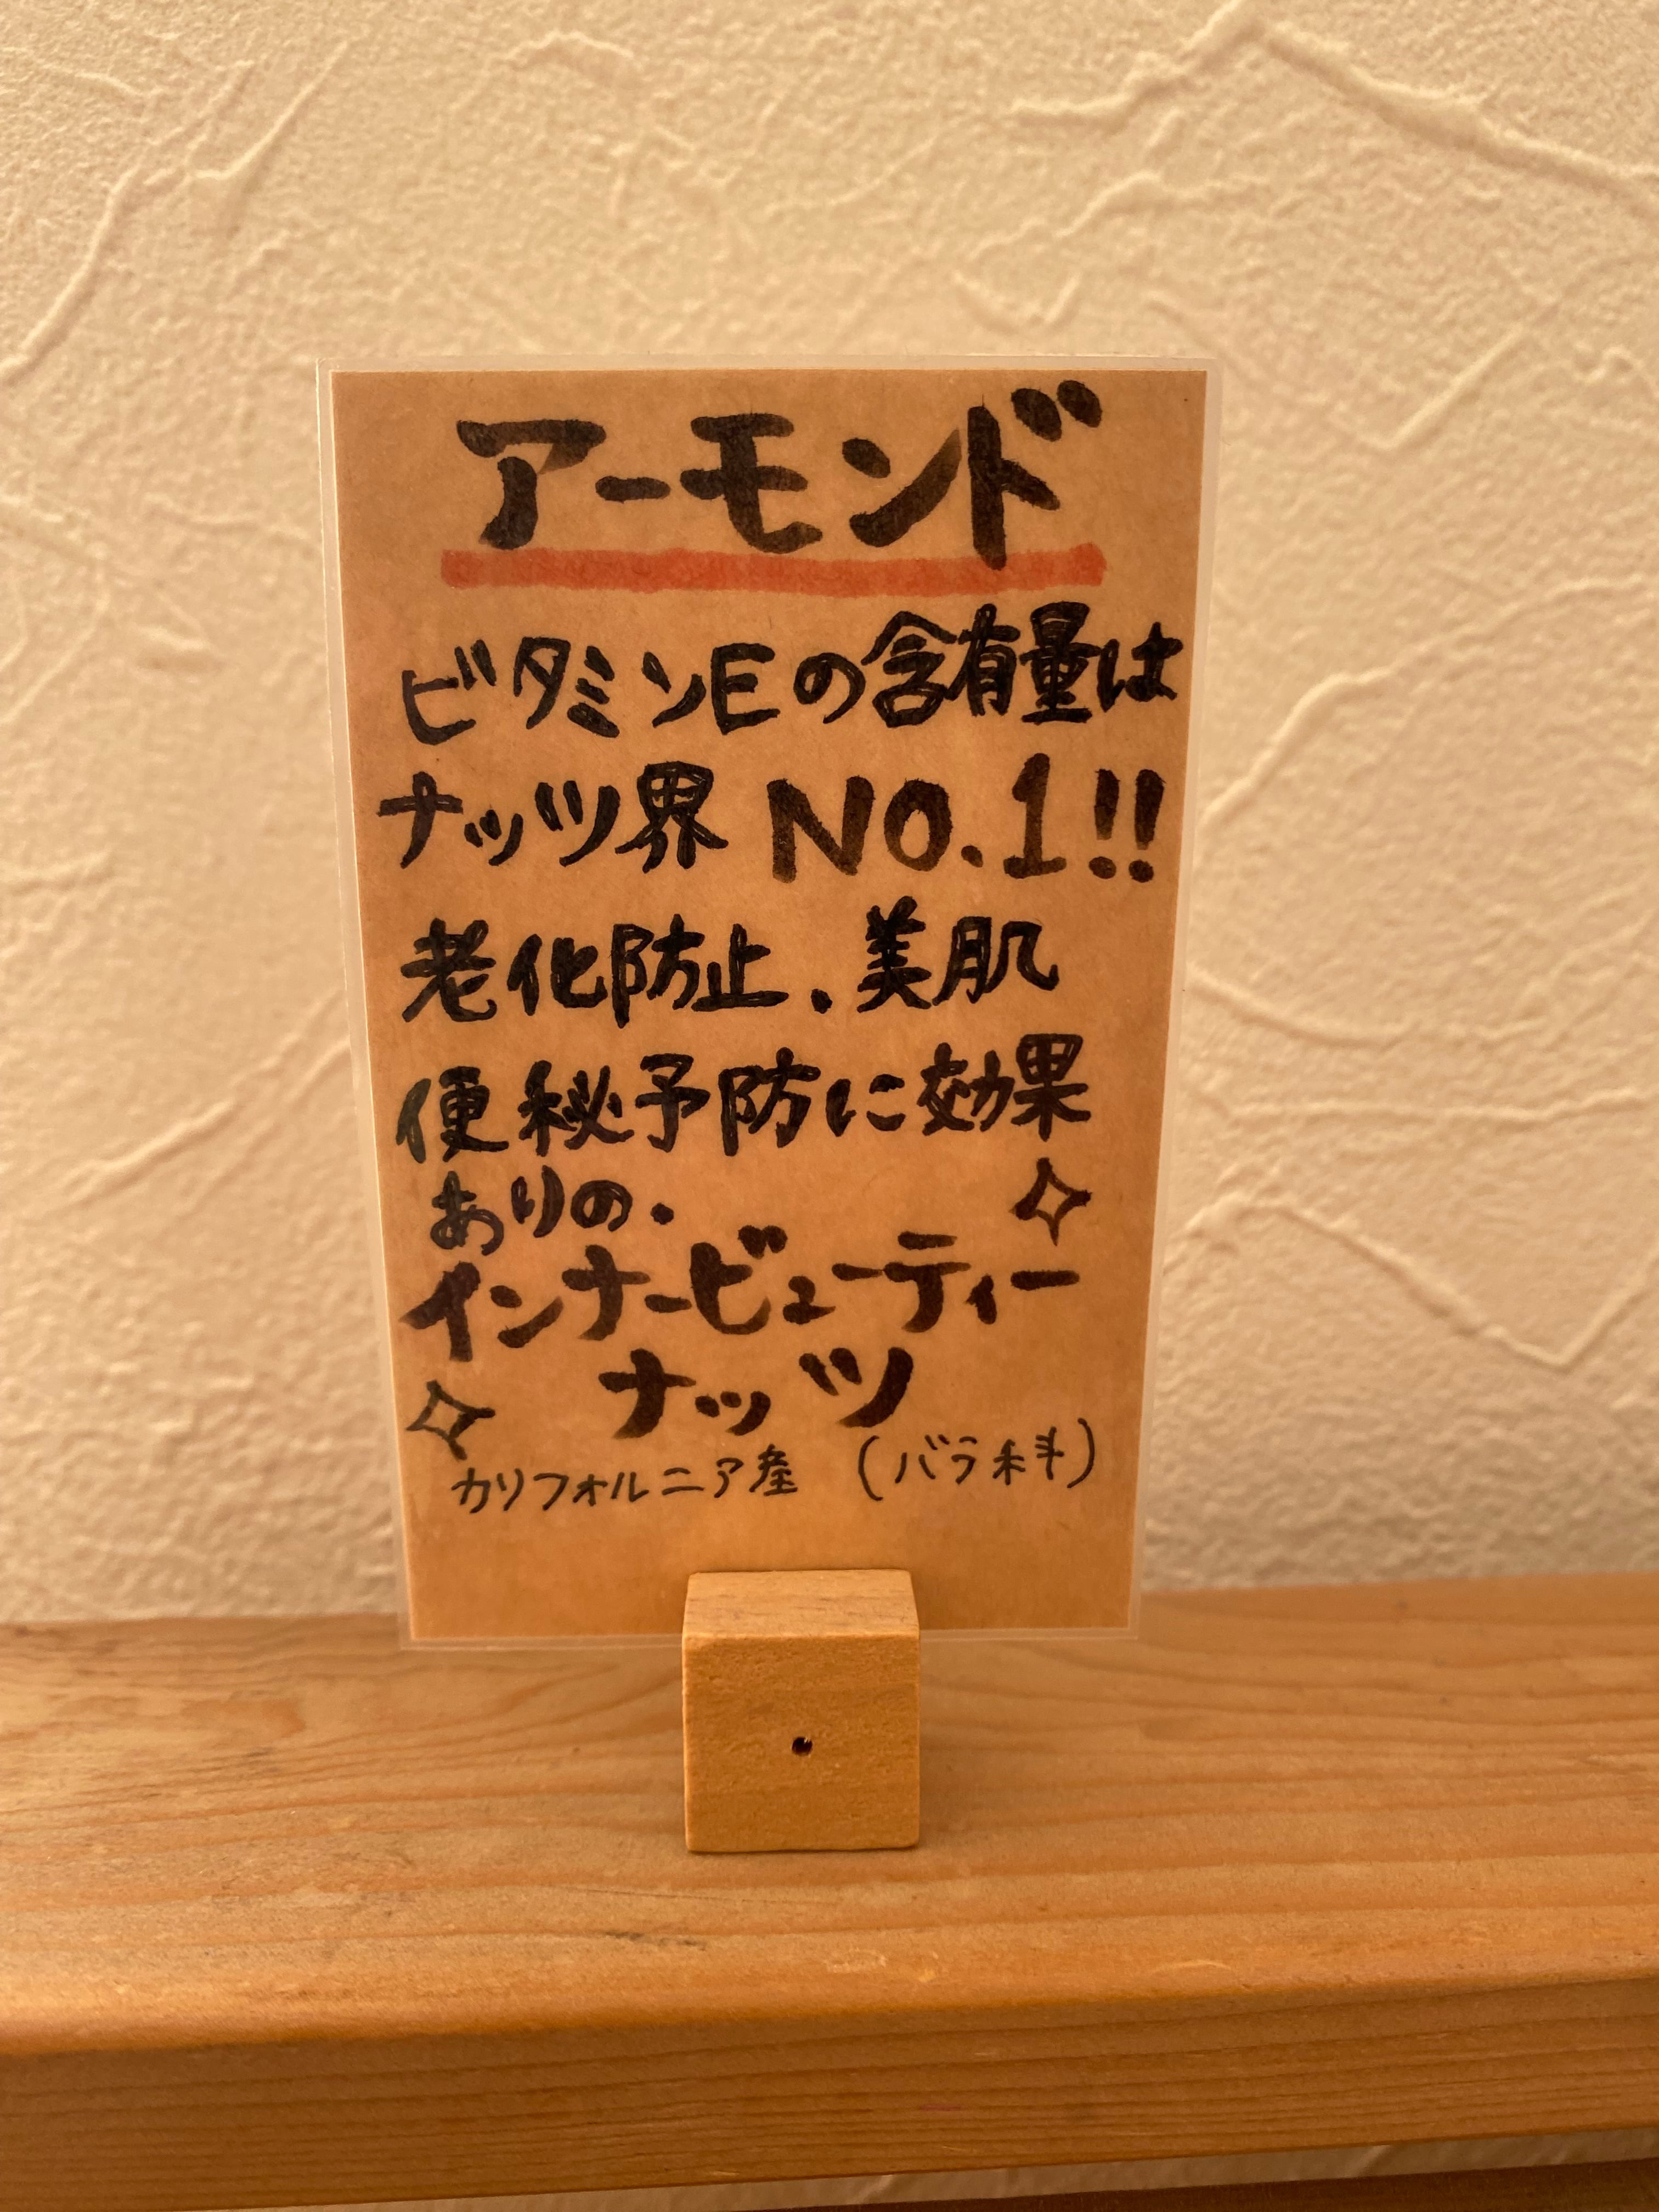 アーモンド
ビタミンEの含有量は
ナッツ界 NO.1!!
老化防止、美肌
便秘予防に効果
ありの.
インナービューティー
ナッツ
カリフォルニア産 (バラ科)